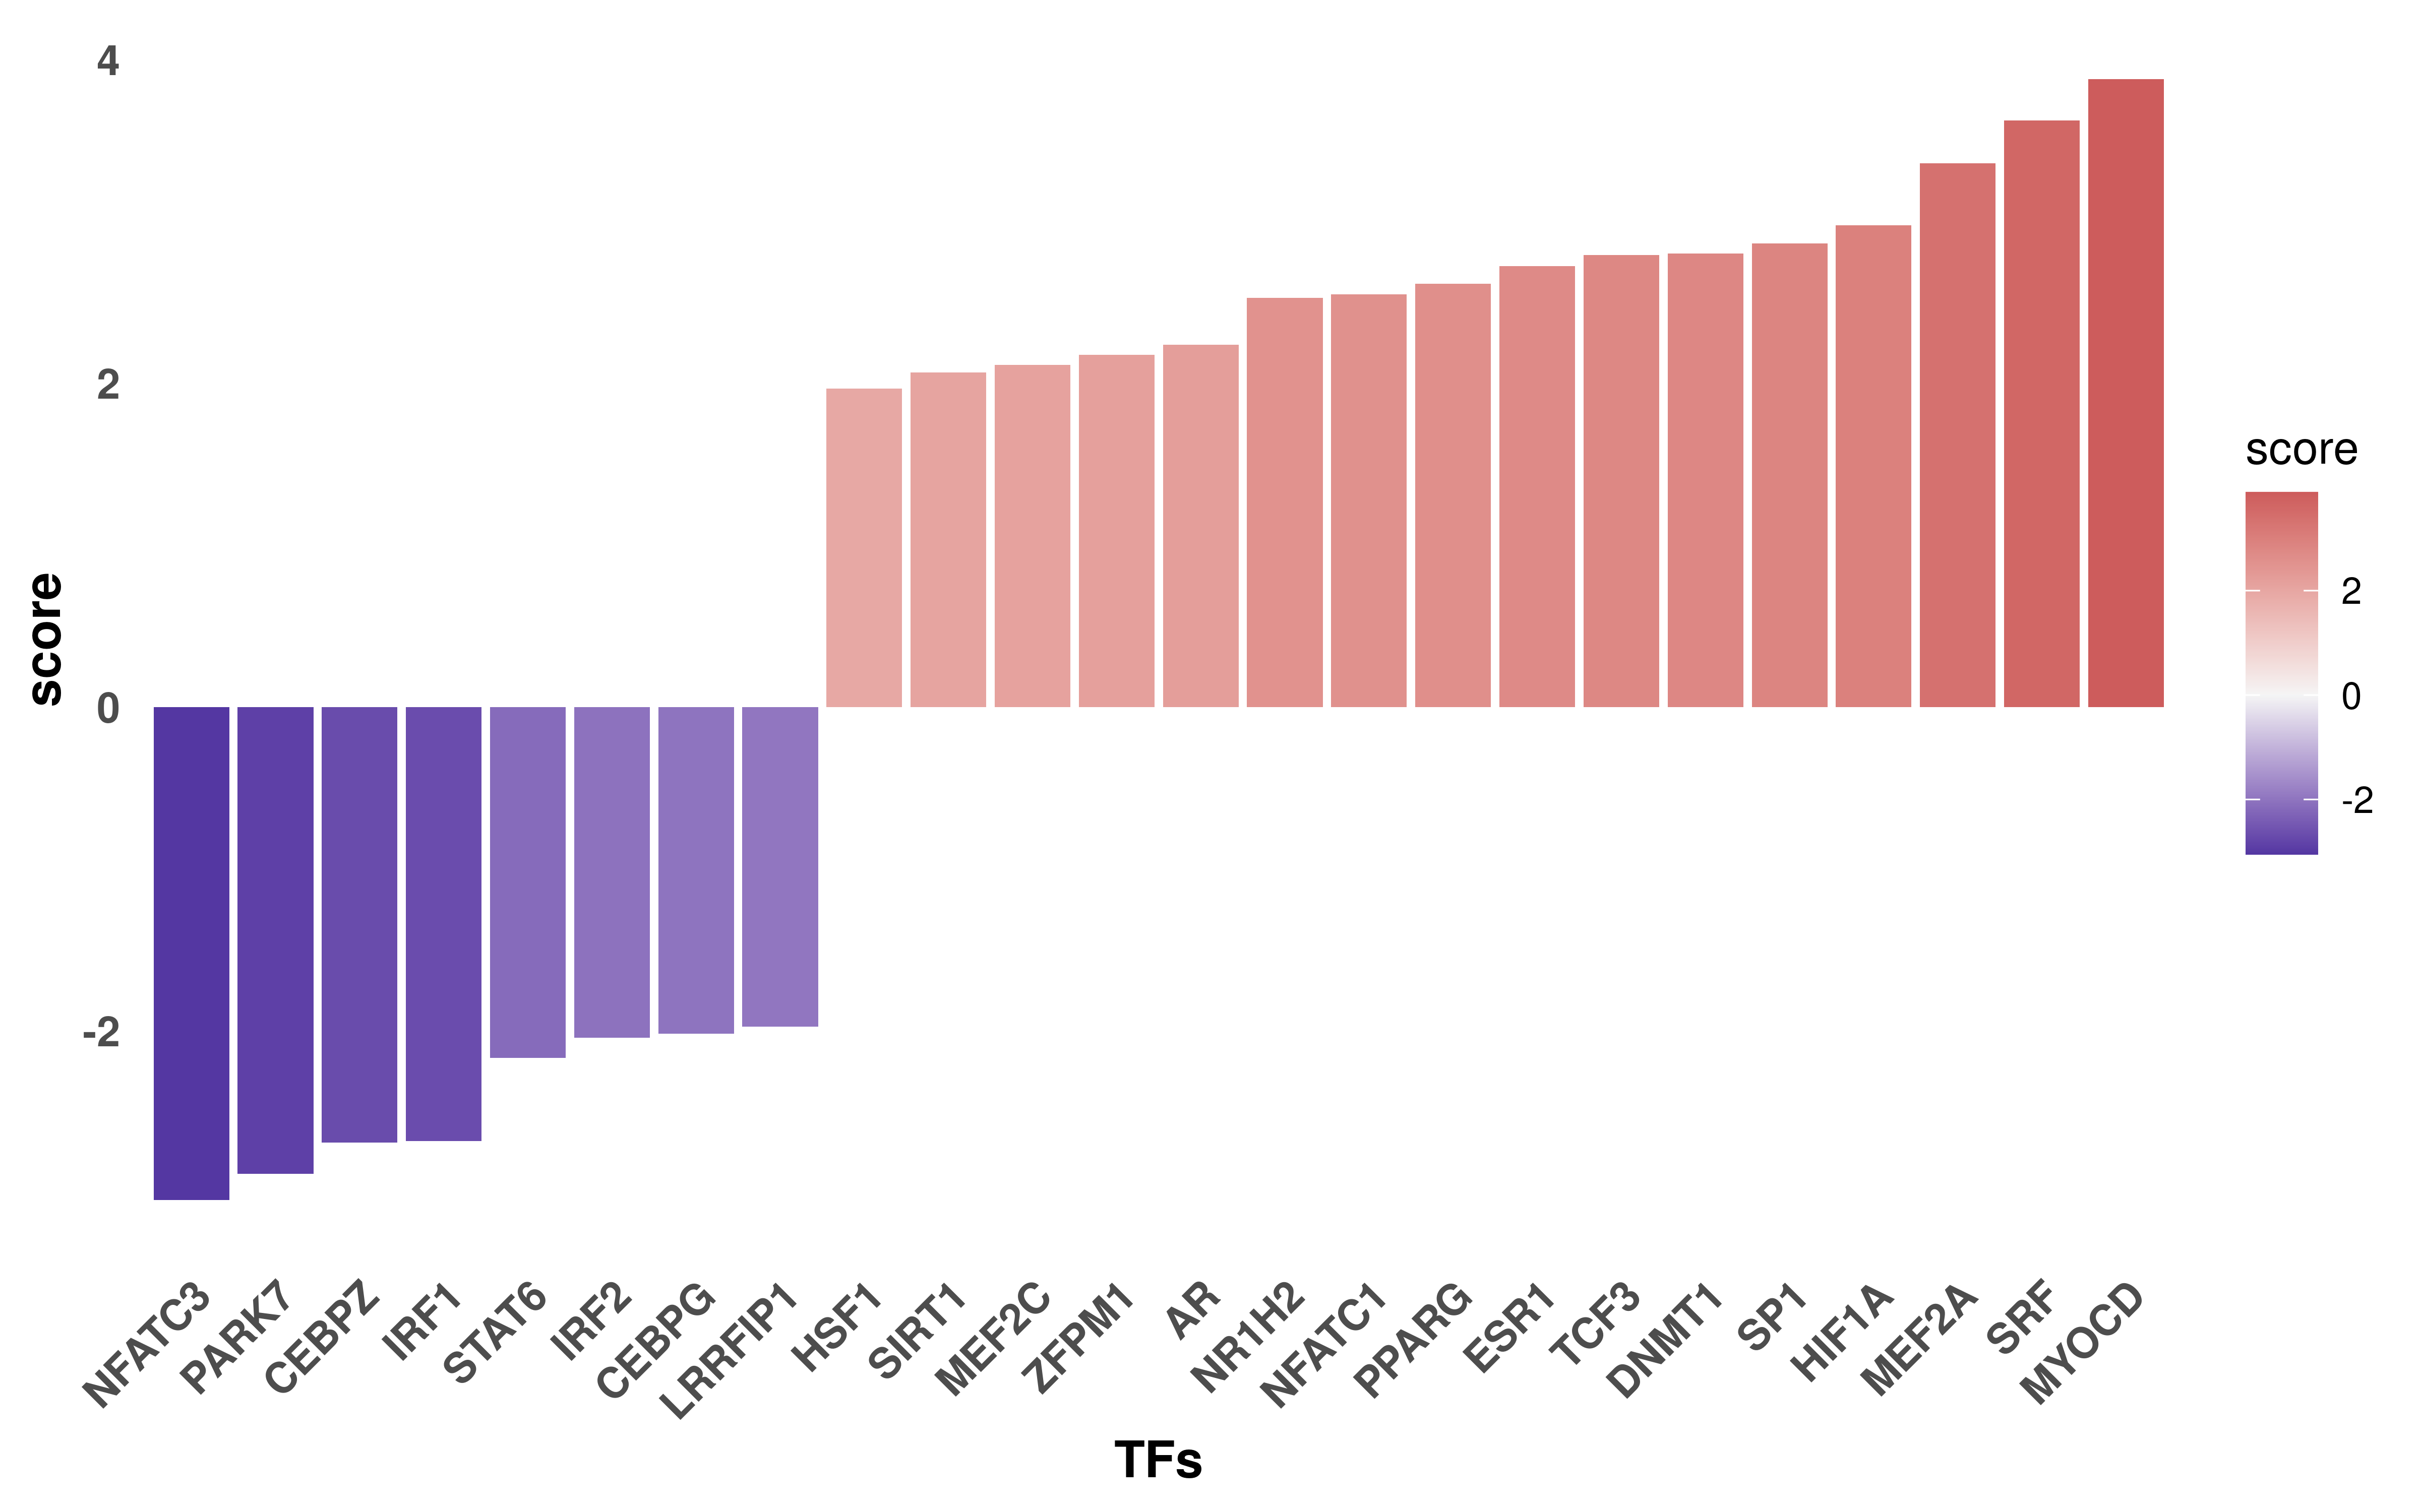 4
2
0
-2
score
NFATC3
PARK7
CEBPZ
IRF1
STAT6
IRF2
CEBPG
LRRFIP1
HSF1
SIRT1
MEF2C
ZFPM1
AR
NR1H2
NFATC1
PPARG
ESR1
TCF3
DNMT1
SP1
HIF1A
MEF2A
SRF
MYOCD
TFs
score
2
0
-2